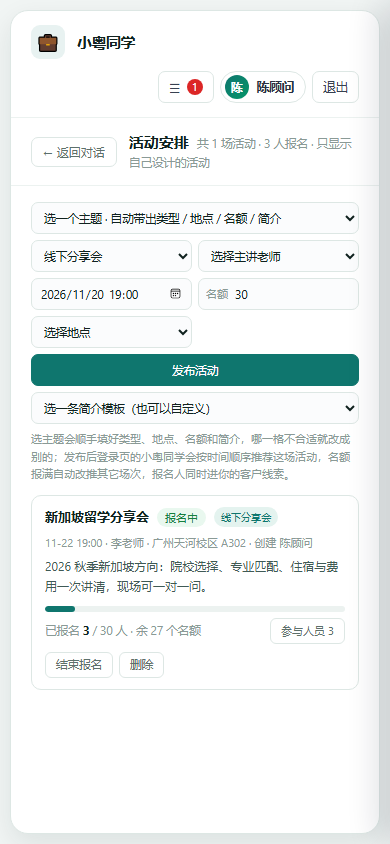 小粤同学
☰ 1
陈 陈顾问
退出
← 返回对话
活动安排 共 1 场活动 · 3 人报名 · 只显示
自己设计的活动
选一个主题 · 自动带出类型 / 地点 / 名额 / 简介
线下分享会
选择主讲老师
2026/11/20 19:00
名额 30
选择地点
发布活动
选一条简介模板（也可以自定义）
选主题会顺手填好类型、地点、名额和简介，哪一格不合适就改成
别的；发布后登录页的小粤同学会按时间顺序推荐这场活动，名额
报满自动改推其它场次，报名人同时进你的客户线索。
新加坡留学分享会 报名中 线下分享会
11-22 19:00 · 李老师 · 广州天河校区 A302 · 创建 陈顾问
2026 秋季新加坡方向：院校选择、专业匹配、住宿与费
用一次讲清，现场可一对一问。
已报名 3 / 30 人 · 余 27 个名额
参与人员 3
结束报名
删除